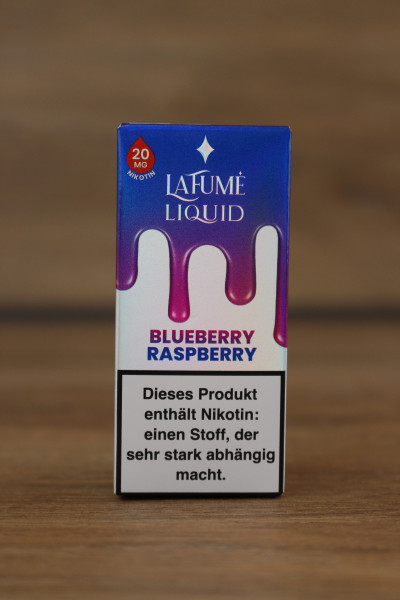 20
MG
NIKOTIN
LAFUMÉ
LIQUID
BLUEBERRY
RASPBERRY
Dieses Produkt
enthält Nikotin:
einen Stoff, der
sehr stark abhängig
macht.